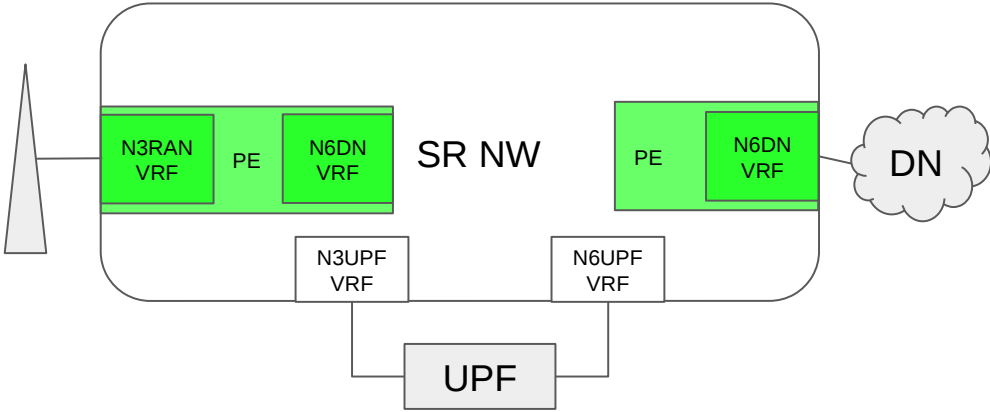 N3RAN
VRF
PE
N6DN
VRF
SR NW
PE
N6DN
VRF
DN
N3UPF
VRF
N6UPF
VRF
UPF